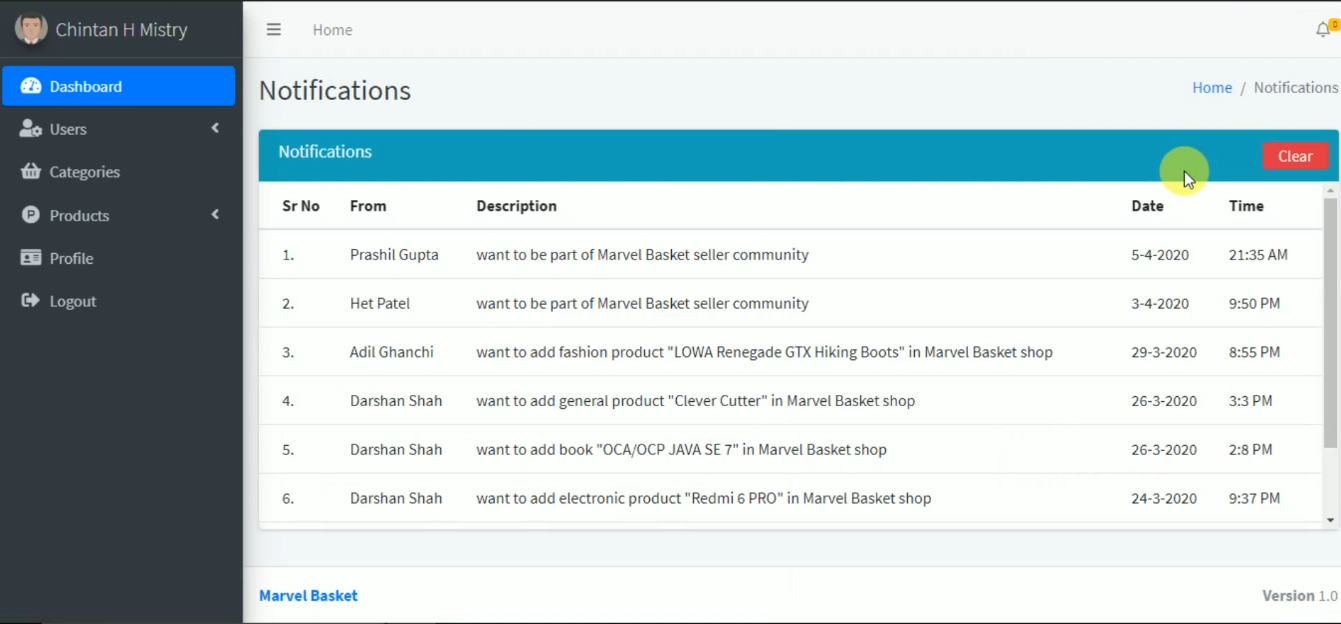 Chintan H Mistry
Home
0
Dashboard
Users
Categories
Products
Profile
Logout
Notifications
Home / Notifications
Notifications
Clear
Sr No From Description Date Time
1. Prashil Gupta want to be part of Marvel Basket seller community 5-4-2020 21:35 AM
2. Het Patel want to be part of Marvel Basket seller community 3-4-2020 9:50 PM
3. Adil Ghanchi want to add fashion product "LOWA Renegade GTX Hiking Boots" in Marvel Basket shop 29-3-2020 8:55 PM
4. Darshan Shah want to add general product "Clever Cutter" in Marvel Basket shop 26-3-2020 3:3 PM
5. Darshan Shah want to add book "OCA/OCP JAVA SE 7" in Marvel Basket shop 26-3-2020 2:8 PM
6. Darshan Shah want to add electronic product "Redmi 6 PRO" in Marvel Basket shop 24-3-2020 9:37 PM
Marvel Basket
Version 1.0